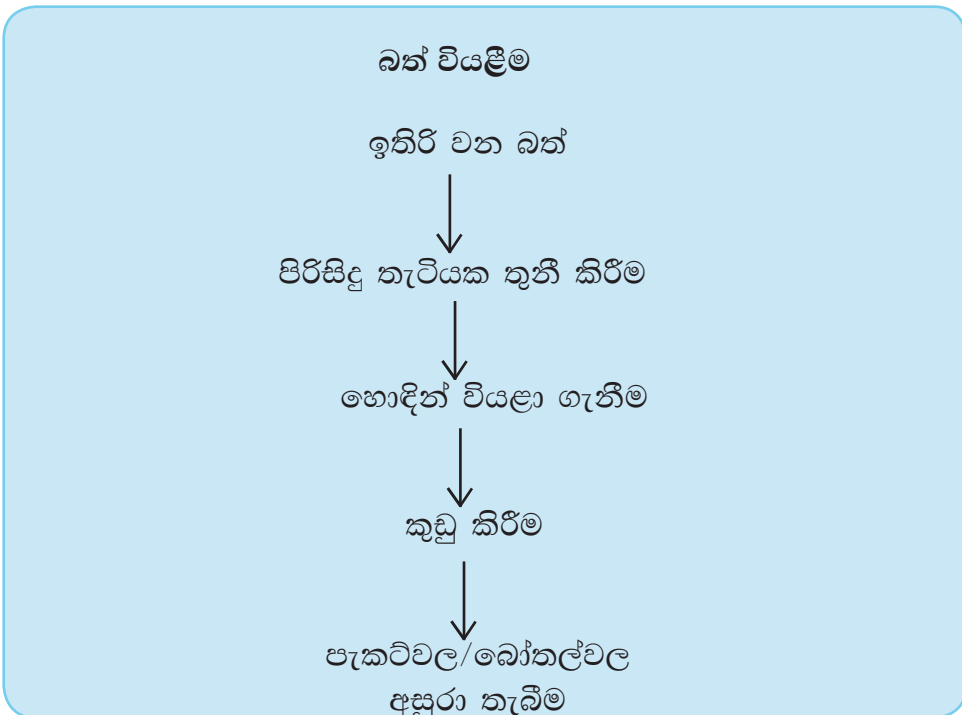 බත් වියළීම
ඉතිරි වන බත්
පිරිසිදු තැටියක තුනී කිරීම
හොඳින් වියළා ගැනීම
කුඩු කිරීම
පැකට්වල/බෝතල්වල
අසුරා තැබීම